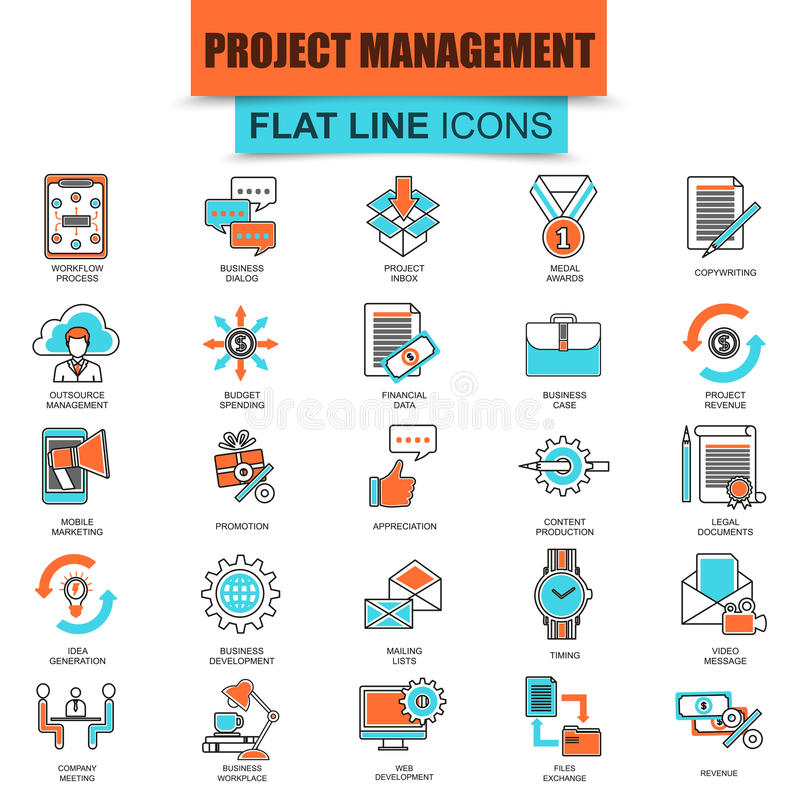 PROJECT MANAGEMENT
FLAT LINE ICONS
WORKFLOW
PROCESS
BUSINESS
DIALOG
PROJECT
INBOX
1
MEDAL
AWARDS
COPYWRITING
OUTSOURCE
MANAGEMENT
$
BUDGET
SPENDING
$
FINANCIAL
DATA
BUSINESS
CASE
$
PROJECT
REVENUE
dreamstime
MOBILE
MARKETING
%
PROMOTION
APPRECIATION
CONTENT
PRODUCTION
LEGAL
DOCUMENTS
IDEA
GENERATION
BUSINESS
DEVELOPMENT
MAILING
LISTS
TIMING
VIDEO
MESSAGE
COMPANY
MEETING
BUSINESS
WORKPLACE
WEB
DEVELOPMENT
FILES
EXCHANGE
$
$
%
REVENUE